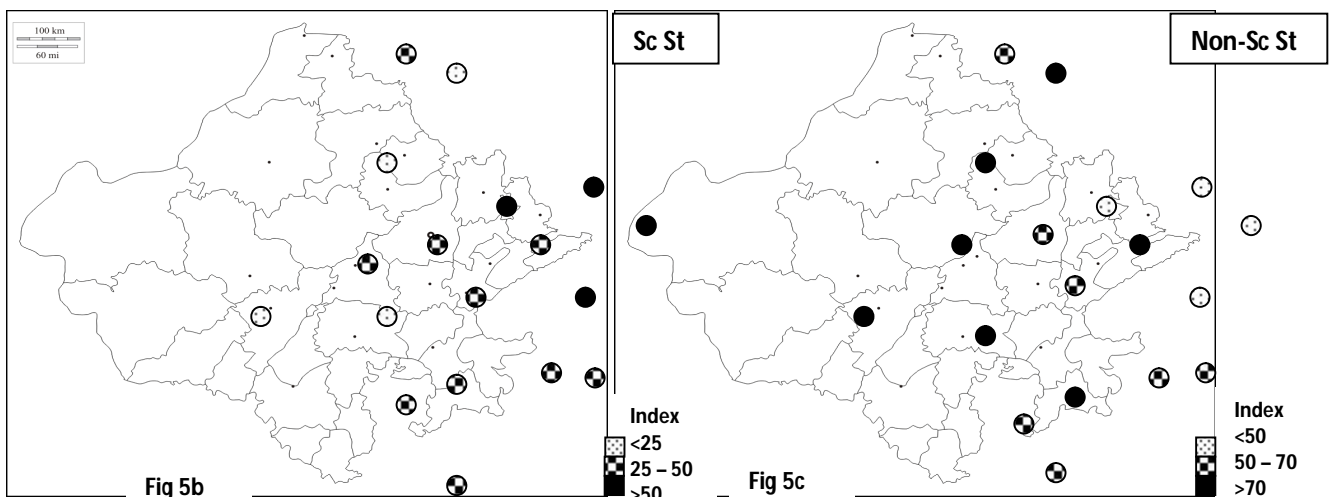 100 km
60 mi
Sc St
Non-Sc St
Index
<25
25 – 50
>50
Index
<50
50 – 70
>70
Fig 5b
Fig 5c